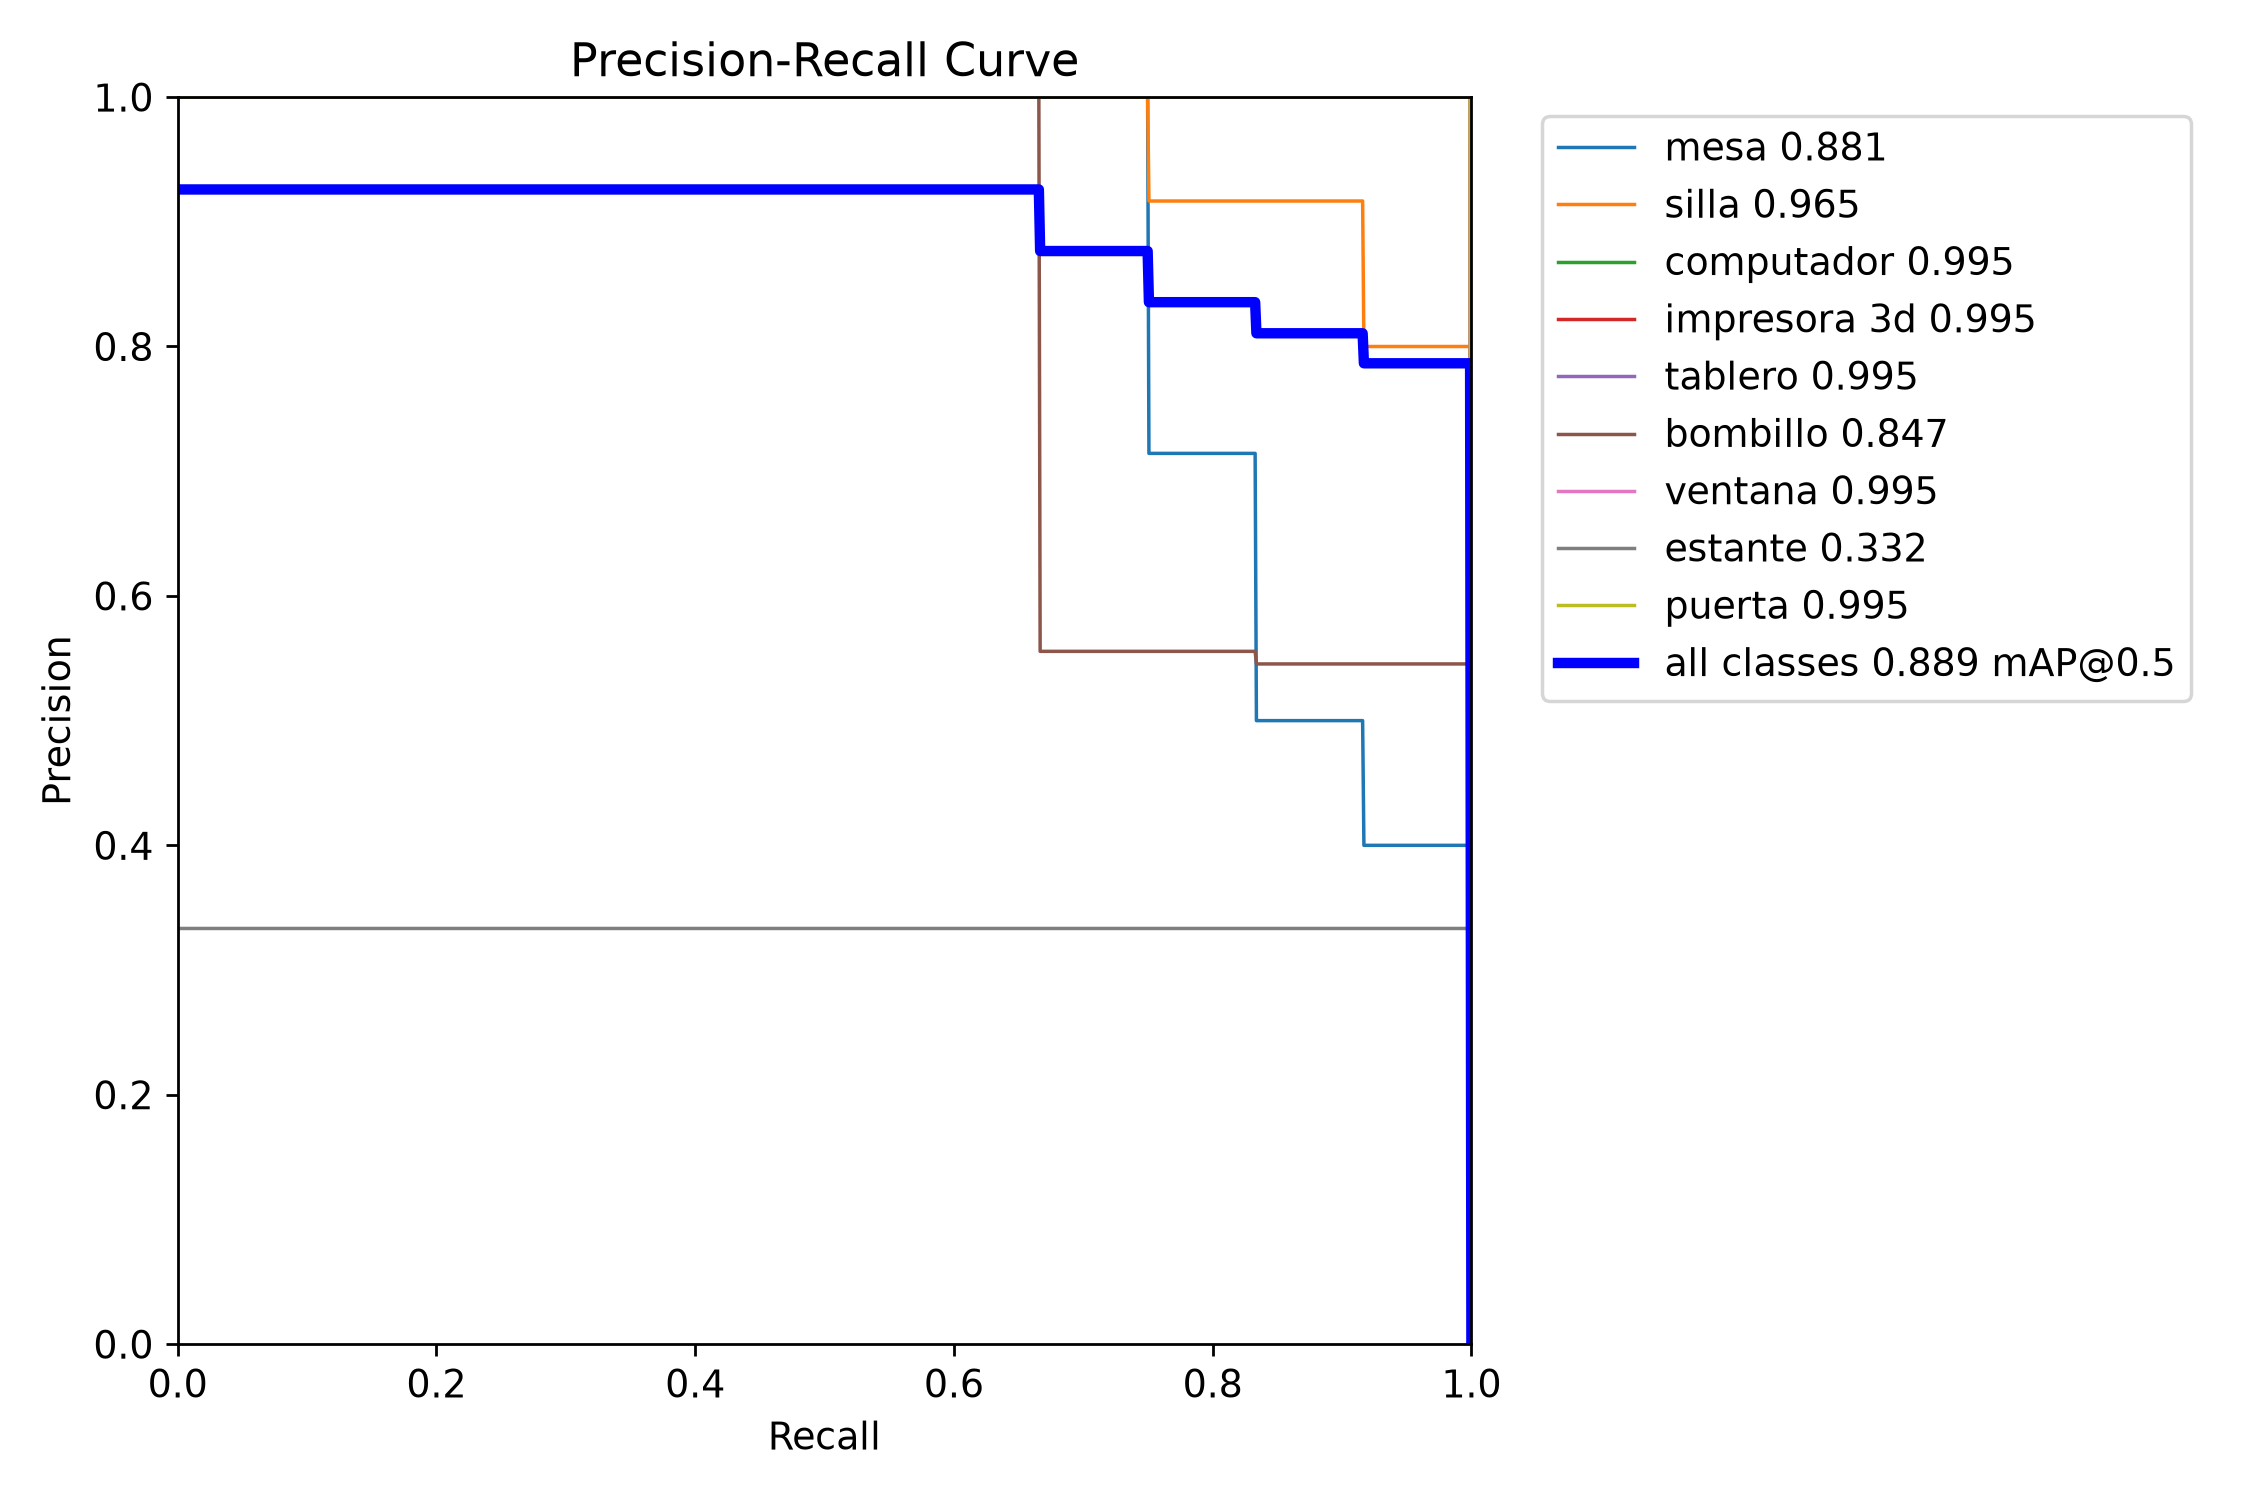 Precision-Recall Curve
1.0
0.8
0.6
0.4
0.2
0.0
Precision
0.0 0.2 0.4 0.6 0.8 1.0
Recall
mesa 0.881
silla 0.965
computador 0.995
impresora 3d 0.995
tablero 0.995
bombillo 0.847
ventana 0.995
estante 0.332
puerta 0.995
all classes 0.889 mAP@0.5